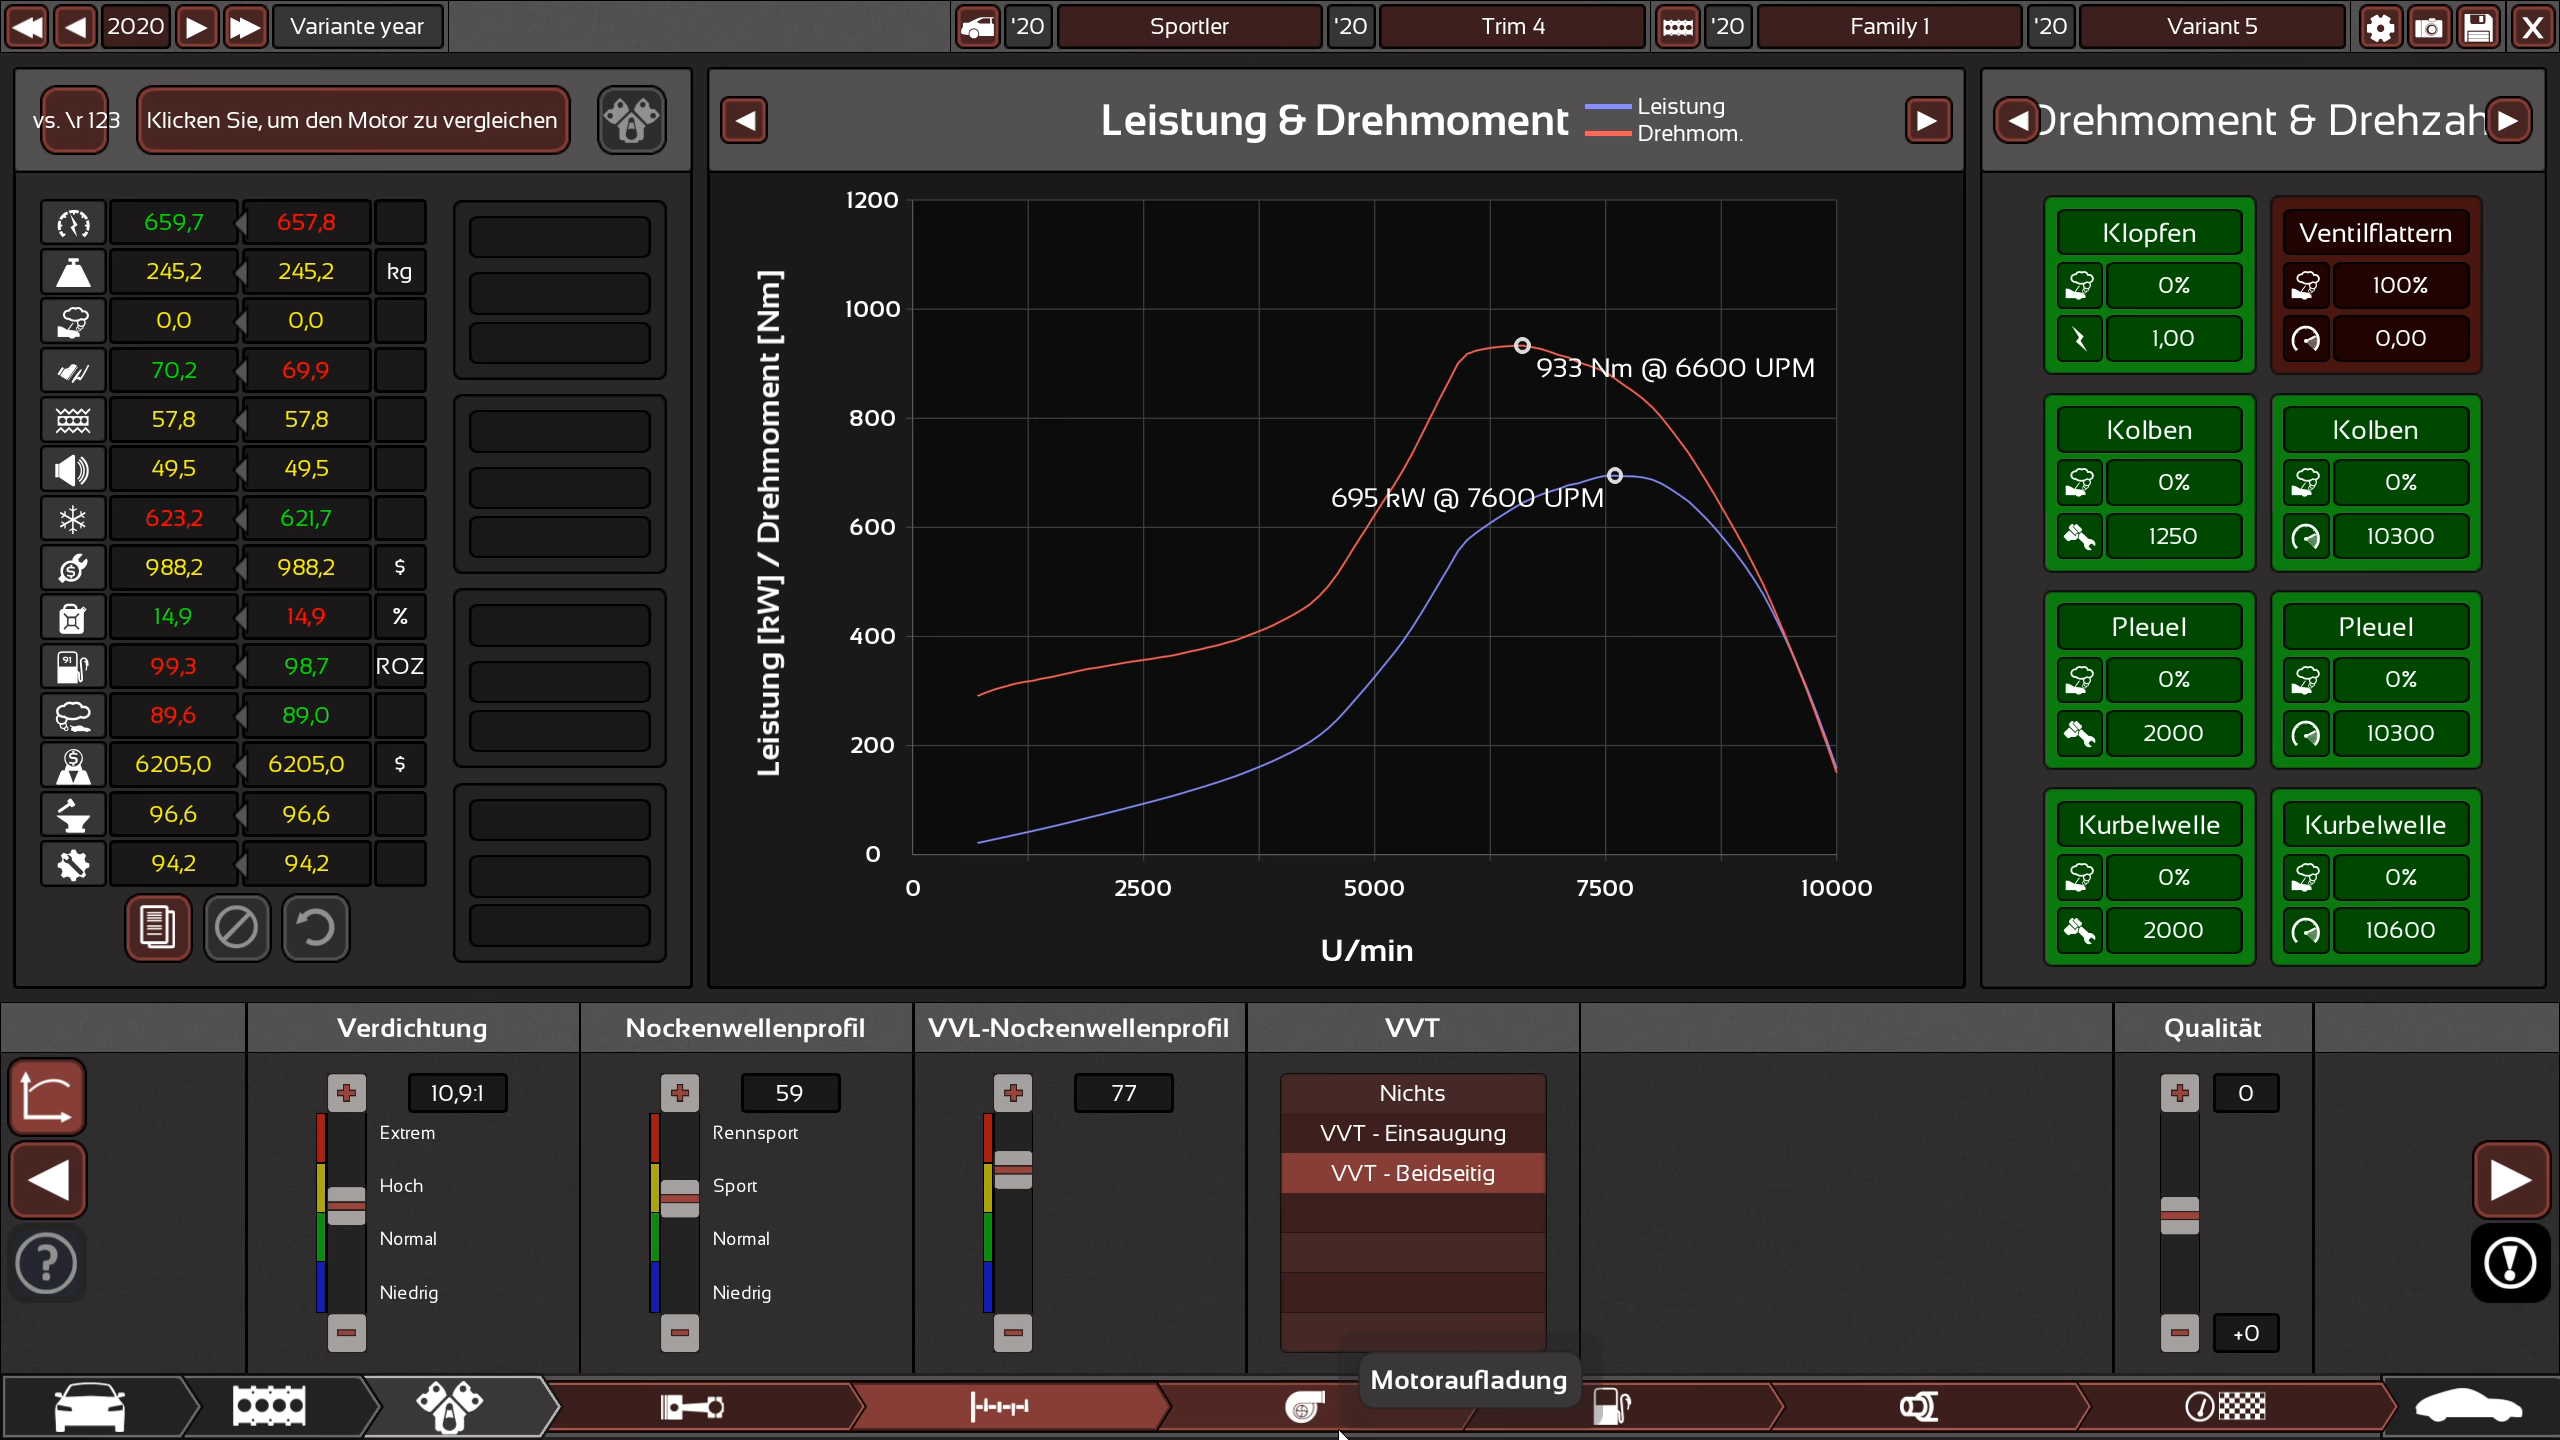 2020
Variante year
'20
Sportler
'20
Trim 4
'20
Family 1
'20
Variant 5
X
vs. \r 123
Klicken Sie, um den Motor zu vergleichen
659,7 657,8
245,2 245,2 kg
0,0 0,0
70,2 69,9
57,8 57,8
49,5 49,5
623,2 621,7
988,2 988,2 $
14,9 14,9 %
91 99,3 98,7 ROZ
89,6 89,0
6205,0 6205,0 $
96,6 96,6
94,2 94,2
Leistung & Drehmoment
Leistung
Drehmom.
Leistung [kW] / Drehmoment [Nm]
1200
1000
800
600
400
200
0
933 Nm @ 6600 UPM
695 kW @ 7600 UPM
0 2500 5000 7500 10000
U/min
Drehmoment & Drehzah
Klopfen
0%
1,00
Ventilflattern
100%
0,00
Kolben
0%
1250
Kolben
0%
10300
Pleuel
0%
2000
Pleuel
0%
10300
Kurbelwelle
0%
2000
Kurbelwelle
0%
10600
Verdichtung
10,9:1
Extrem
Hoch
Normal
Niedrig
Nockenwellenprofil
59
Rennsport
Sport
Normal
Niedrig
VVL-Nockenwellenprofil
77
VVT
Nichts
VVT - Einsaugung
VVT - Beidseitig
Qualität
0
+0
?
Motoraufladung